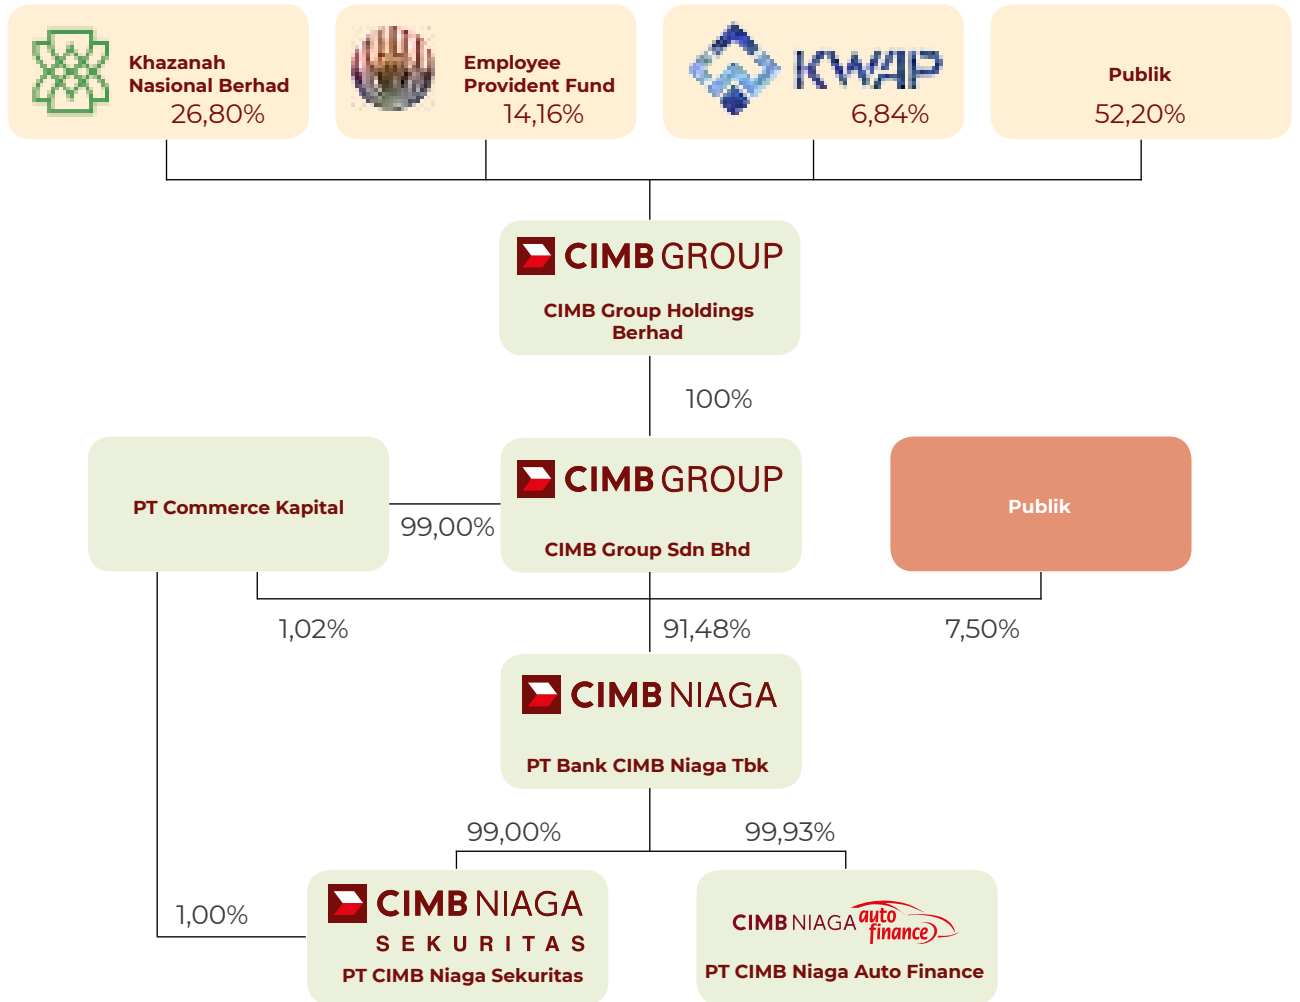 Khazanah
Nasional Berhad
26,80%
Employee
Provident Fund
14,16%
KWAP
6,84%
Publik
52,20%
CIMB GROUP
CIMB Group Holdings
Berhad
100%
PT Commerce Kapital
99,00%
CIMB GROUP
CIMB Group Sdn Bhd
Publik
1,02%
91,48%
7,50%
CIMB NIAGA
PT Bank CIMB Niaga Tbk
99,00%
99,93%
1,00%
CIMB NIAGA
SEKURITAS
PT CIMB Niaga Sekuritas
CIMB NIAGA auto
finance
PT CIMB Niaga Auto Finance